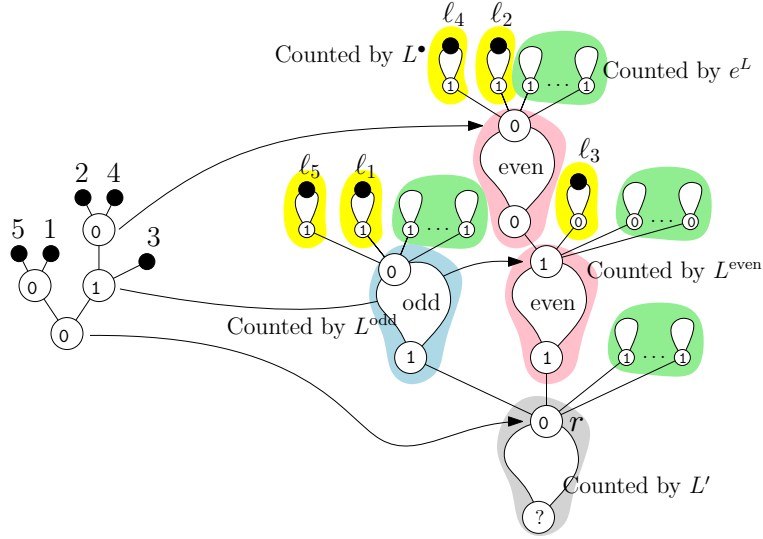 ℓ₄ ℓ₂
Counted by L•
Counted by e^L
1 1 1 ... 1
0
2 4
ℓ₅ ℓ₁
even
ℓ₃
0
1 1 1 1
0
0 0 ... 0
5 1
3
0
1
Counted by L^even
0
1
odd
even
Counted by L^odd
0
1
1
1 ... 1
0 r
Counted by L′
?